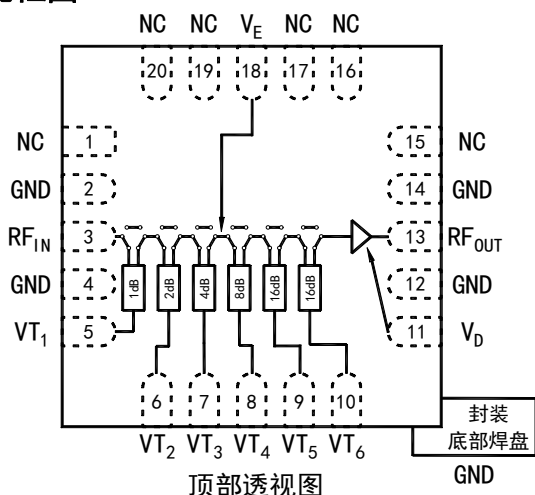 NC NC VE NC NC
20 19 18 17 16
NC 1 15 NC
GND 2 14 GND
RFIN 3 13 RFOUT
GND 4 1dB 2dB 4dB 8dB 16dB 16dB 12 GND
VT1 5 11 VD
6 7 8 9 10
VT2 VT3 VT4 VT5 VT6
封装
底部焊盘
GND
顶部透视图